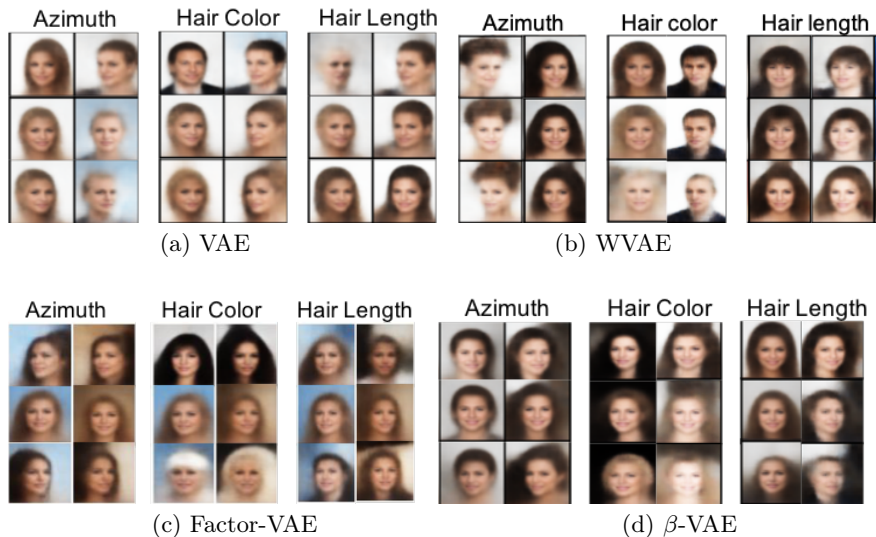 Azimuth Hair Color Hair Length
Azimuth Hair color Hair length
(a) VAE
(b) WVAE
Azimuth Hair Color Hair Length
Azimuth Hair Color Hair Length
(c) Factor-VAE
(d) β-VAE